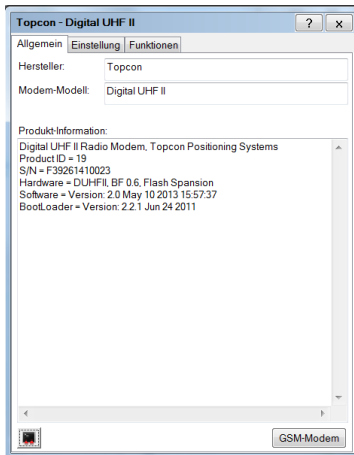 Topcon - Digital UHF II ? x
Allgemein Einstellung Funktionen
Hersteller: Topcon
Modem-Modell: Digital UHF II
Produkt-Information:
Digital UHF II Radio Modem, Topcon Positioning Systems
Product ID = 19
S/N = F39261410023
Hardware = DUHFII, BF 0.6, Flash Spansion
Software = Version: 2.0 May 10 2013 15:57:37
BootLoader = Version: 2.2.1 Jun 24 2011
GSM-Modem